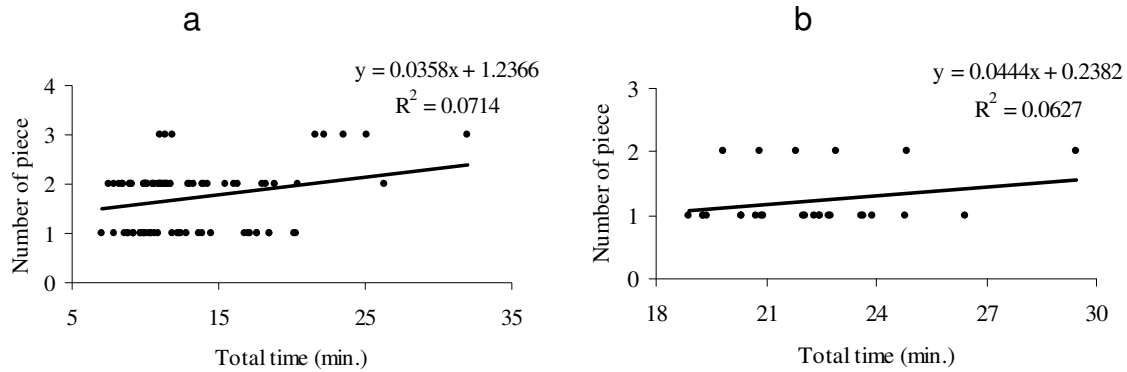 a
y = 0.0358x + 1.2366
R² = 0.0714
Number of piece
4
3
2
1
0
5 15 25 35
Total time (min.)
b
y = 0.0444x + 0.2382
R² = 0.0627
Number of piece
3
2
1
0
18 21 24 27 30
Total time (min.)